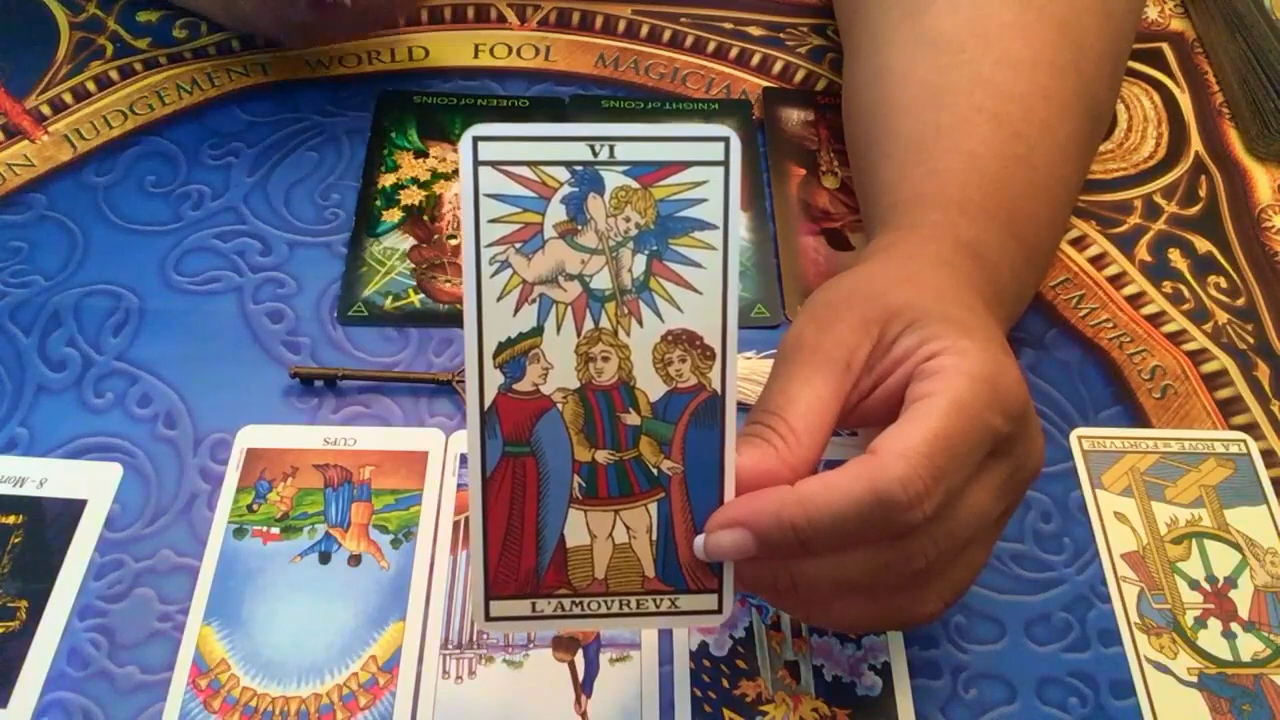 JUDGEMENT WORLD FOOL MAGICIAN
QUEEN of COINS
KNIGHT of COINS
VI
EMPRESS
CUPS
LA ROVE DE FORTVNE
L'AMOVREVX